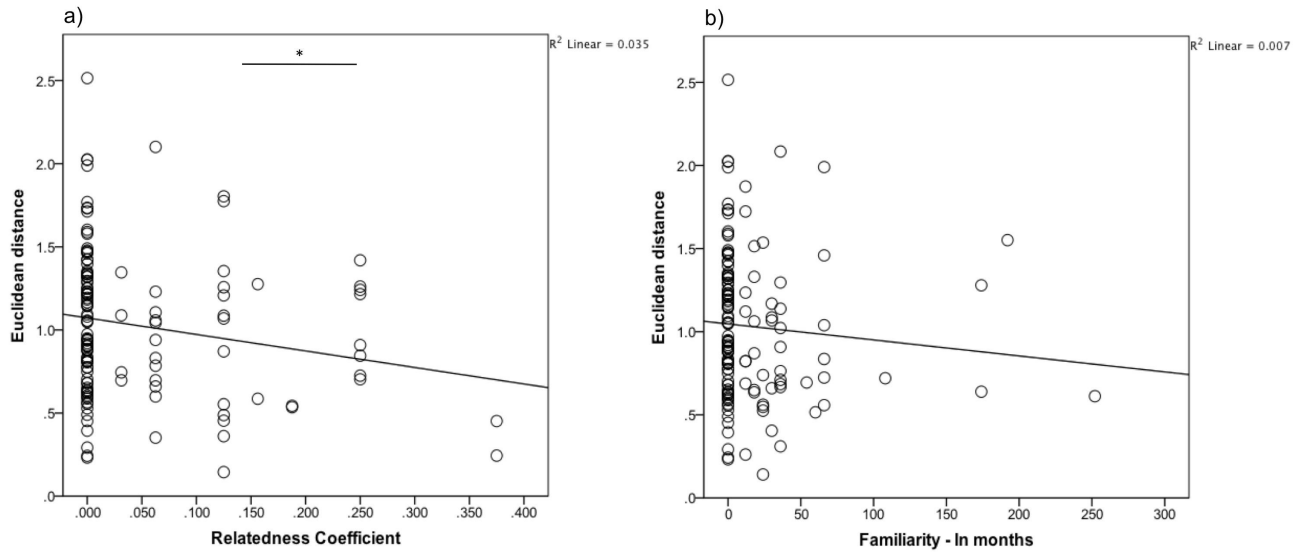 a)
R² Linear = 0.035
*
2.5
2.0
1.5
1.0
.5
.0
Euclidean distance
.000 .050 .100 .150 .200 .250 .300 .350 .400
Relatedness Coefficient
b)
R² Linear = 0.007
2.5
2.0
1.5
1.0
.5
.0
Euclidean distance
0 50 100 150 200 250 300
Familiarity - In months